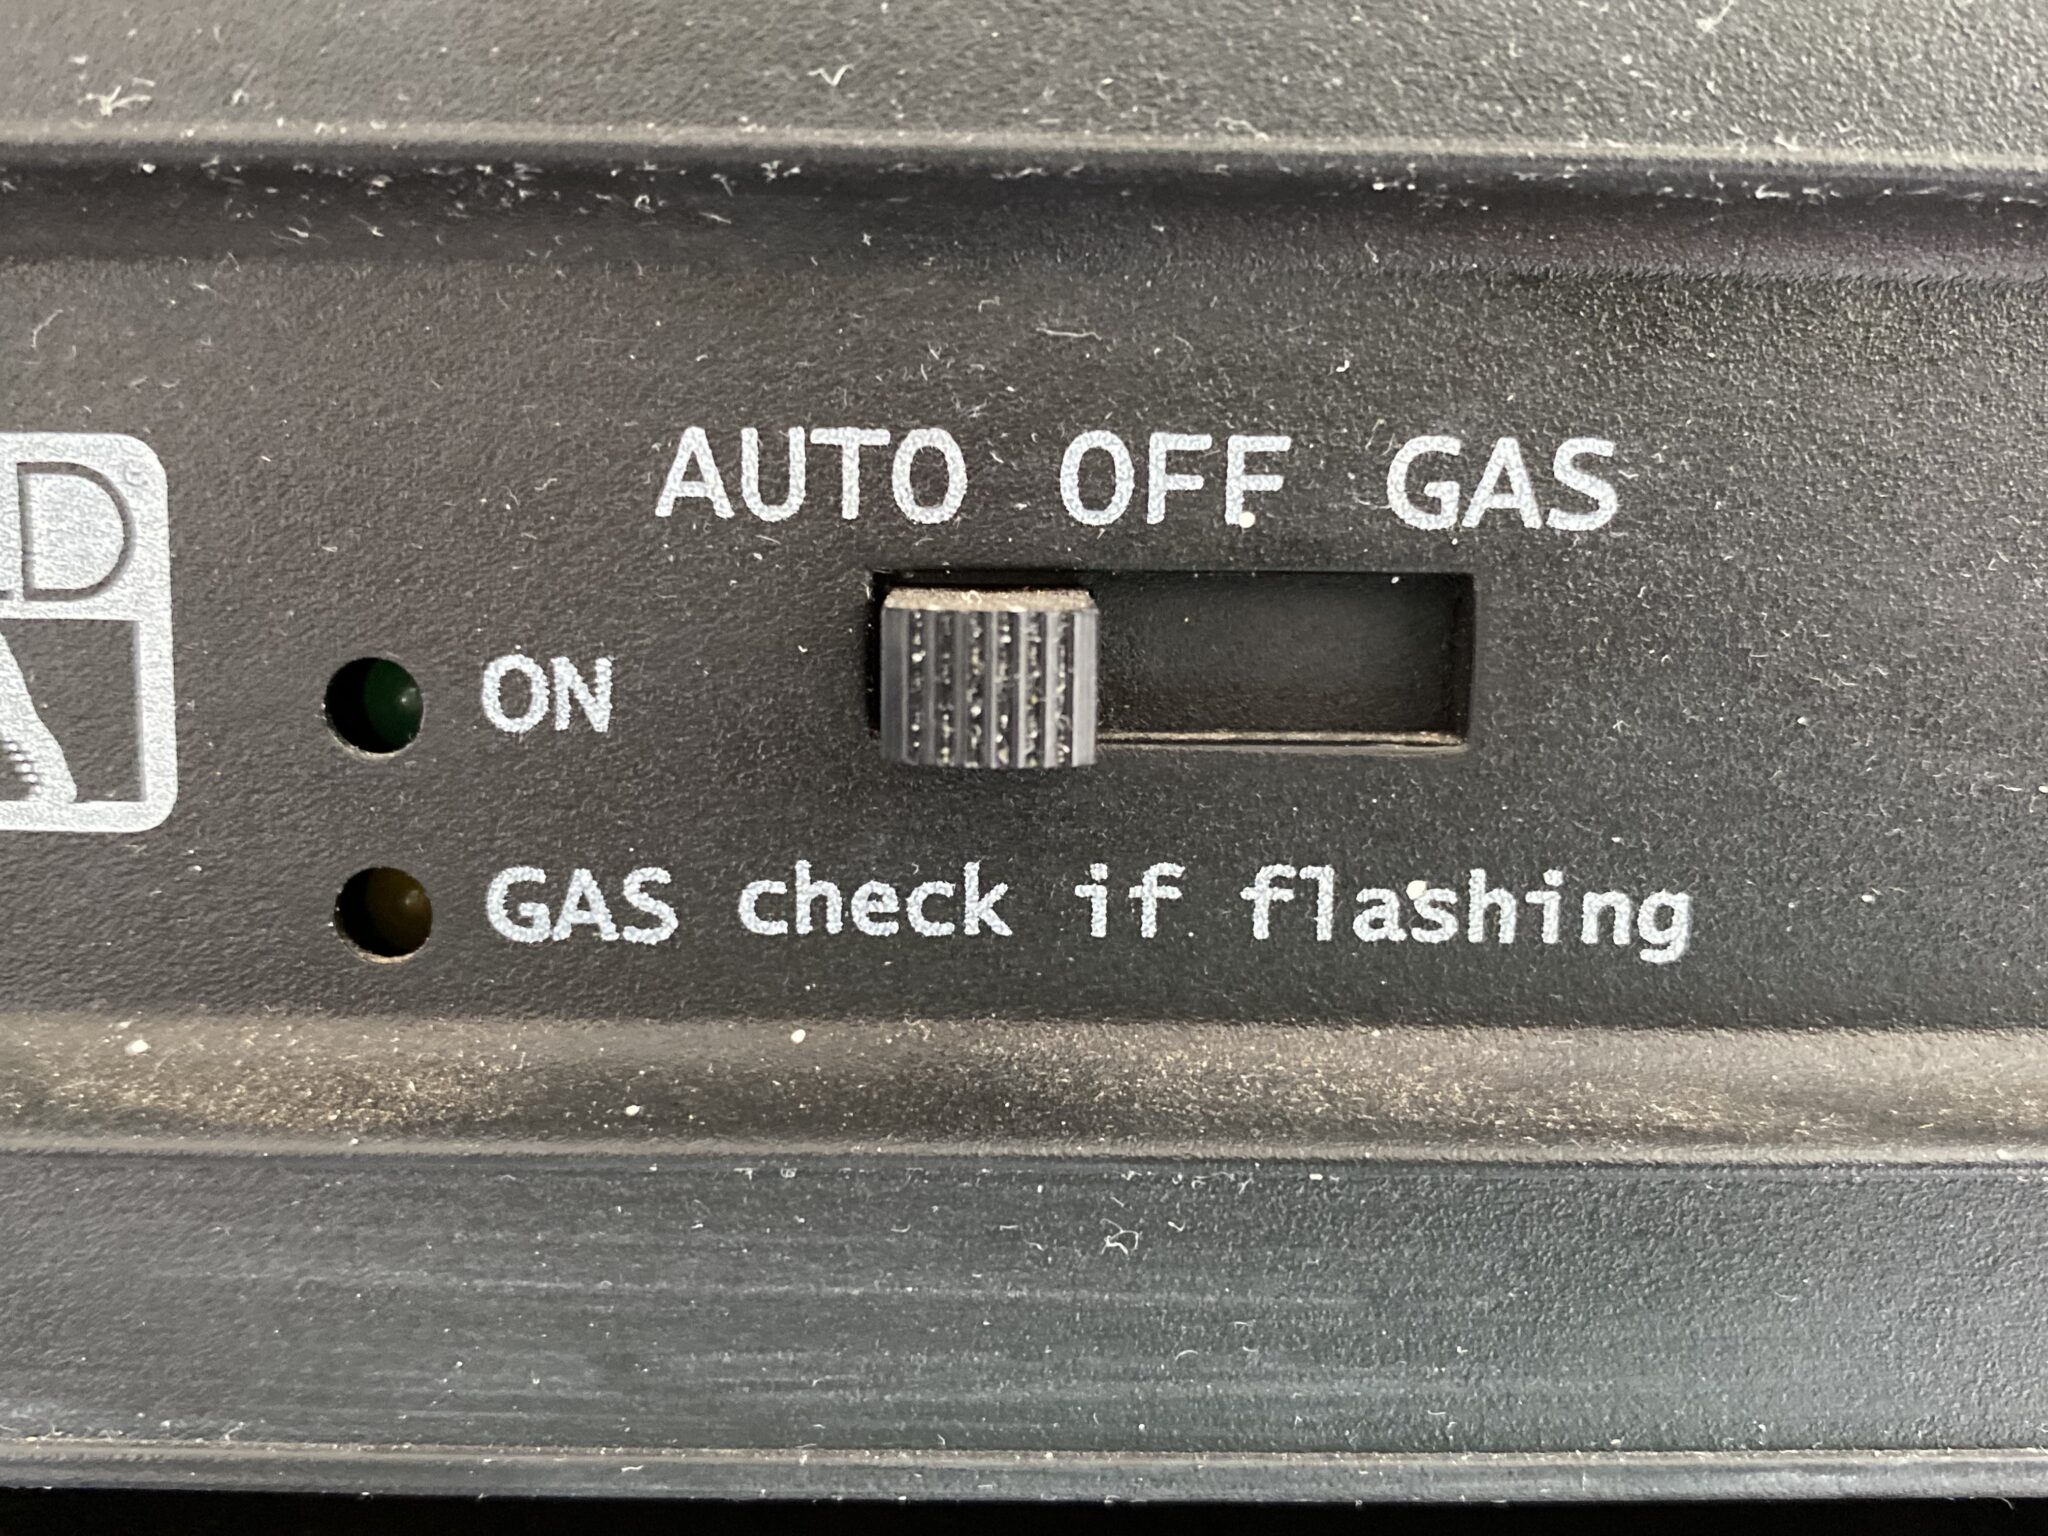 AUTO OFF GAS
ON
GAS check if flashing